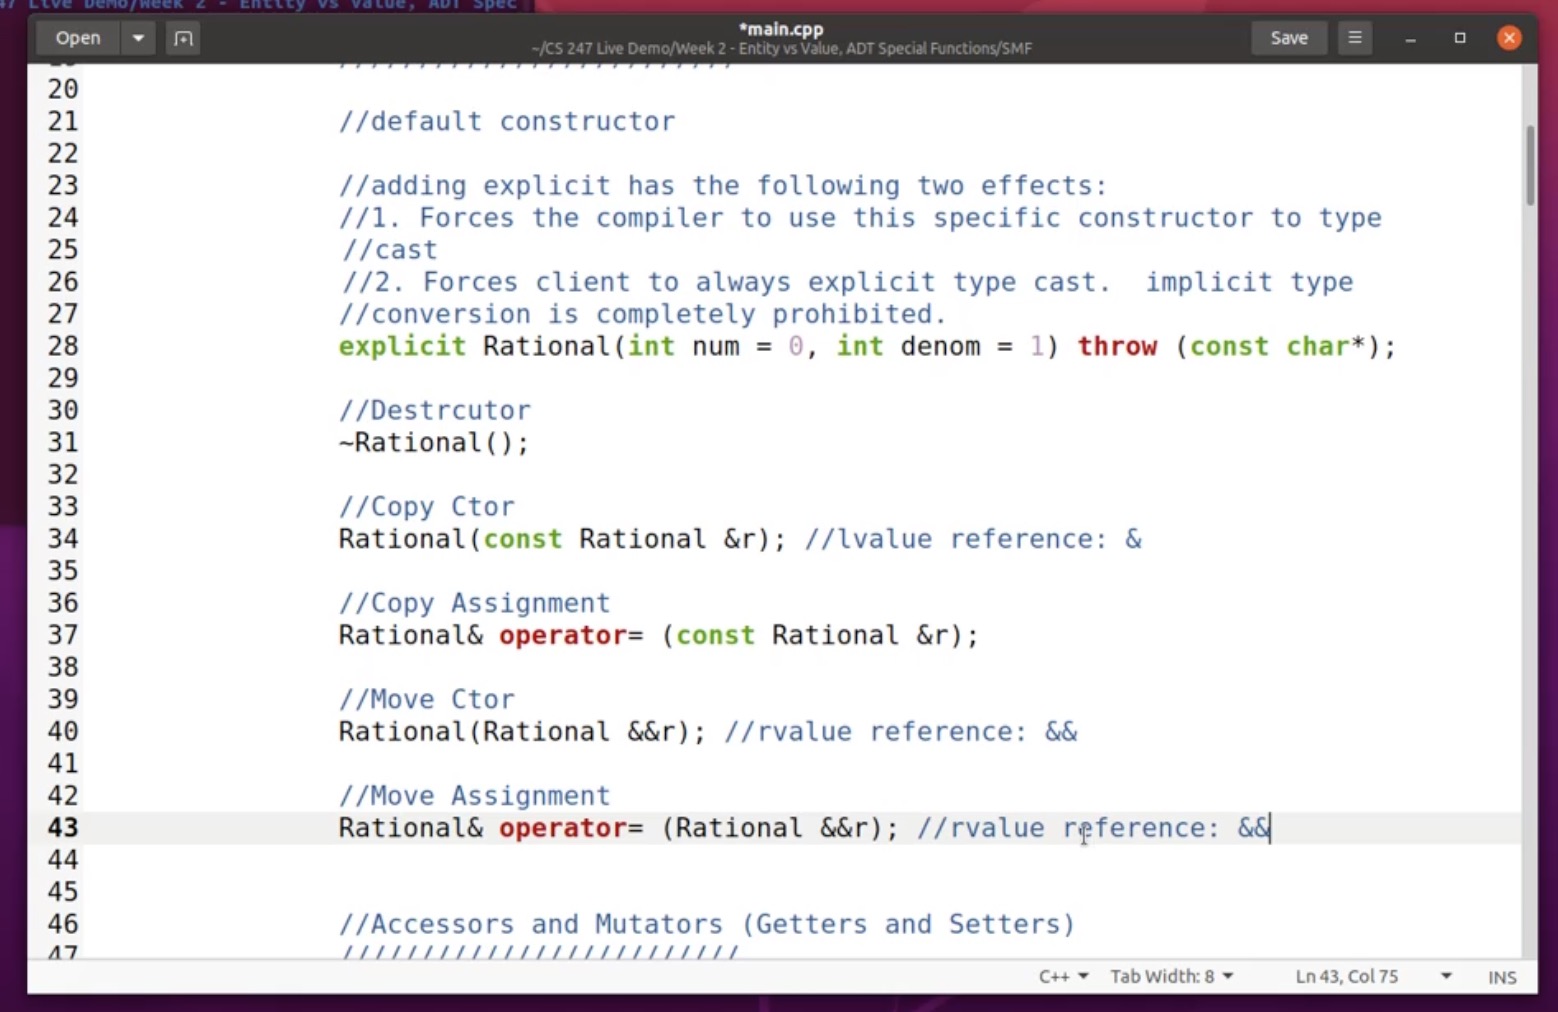 47 Live Demo/Week 2 - Entity vs Value, ADT Spec
Open
*main.cpp
~/CS 247 Live Demo/Week 2 - Entity vs Value, ADT Special Functions/SMF
Save
20
21 //default constructor
22
23 //adding explicit has the following two effects:
24 //1. Forces the compiler to use this specific constructor to type
25 //cast
26 //2. Forces client to always explicit type cast.  implicit type
27 //conversion is completely prohibited.
28 explicit Rational(int num = 0, int denom = 1) throw (const char*);
29
30 //Destrcutor
31 ~Rational();
32
33 //Copy Ctor
34 Rational(const Rational &r); //lvalue reference: &
35
36 //Copy Assignment
37 Rational& operator= (const Rational &r);
38
39 //Move Ctor
40 Rational(Rational &&r); //rvalue reference: &&
41
42 //Move Assignment
43 Rational& operator= (Rational &&r); //rvalue reference: &&
44
45
46 //Accessors and Mutators (Getters and Setters)
47 /////////////////////////
C++ Tab Width: 8 Ln 43, Col 75 INS